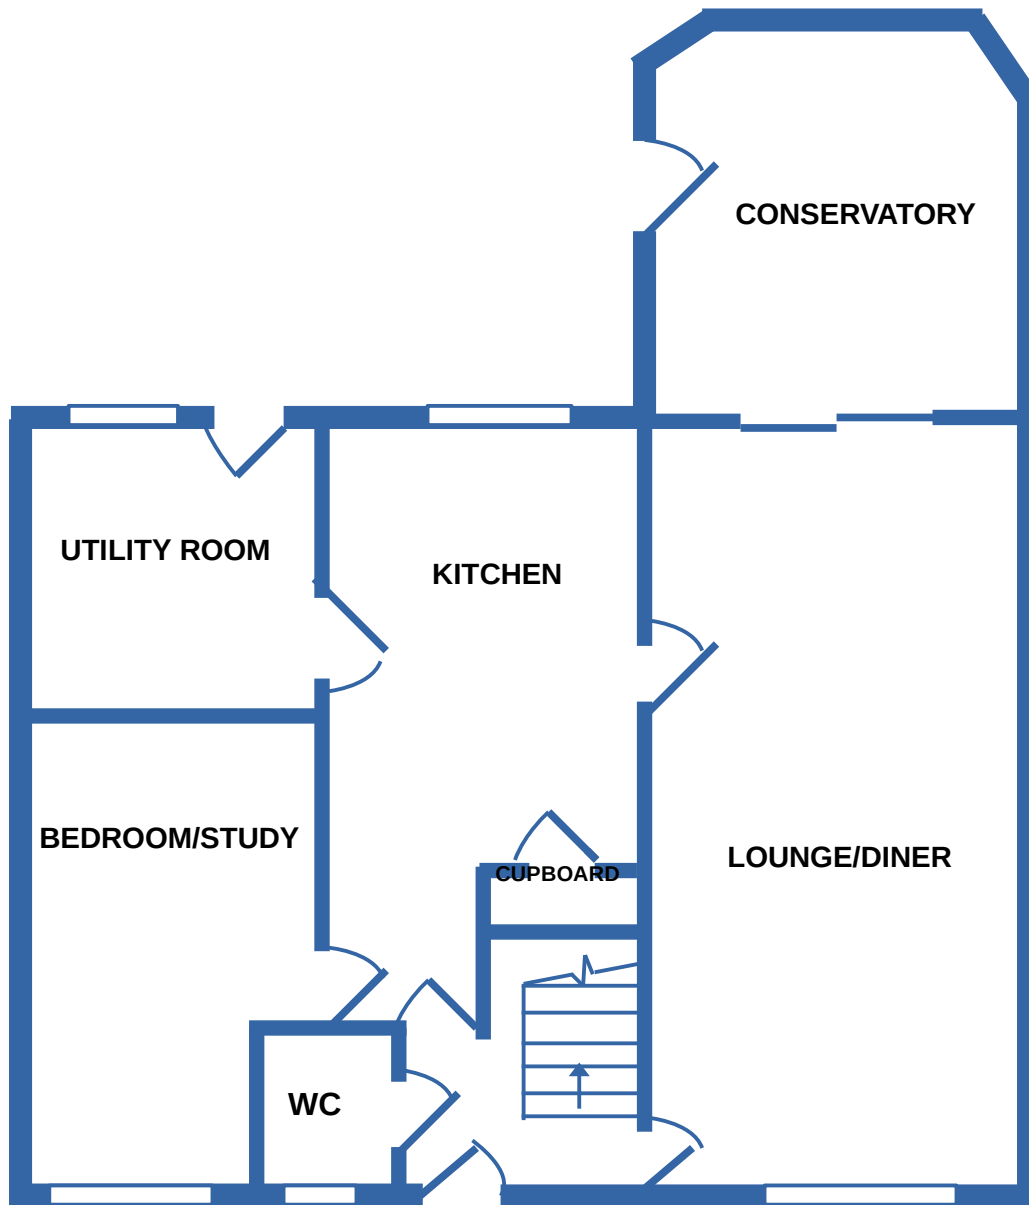 CONSERVATORY
UTILITY ROOM
KITCHEN
BEDROOM/STUDY
LOUNGE/DINER
CUPBOARD
WC